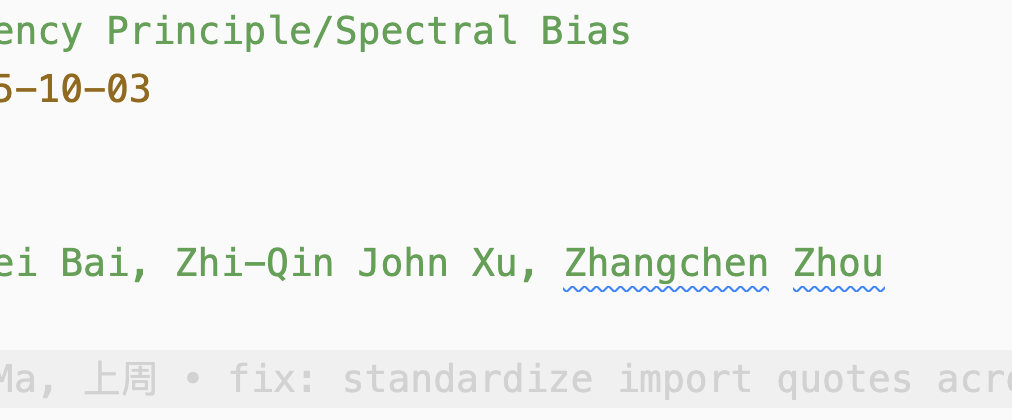 ency Principle/Spectral Bias
5-10-03
ei Bai, Zhi-Qin John Xu, Zhangchen Zhou
Ma, 上周 • fix: standardize import quotes acro